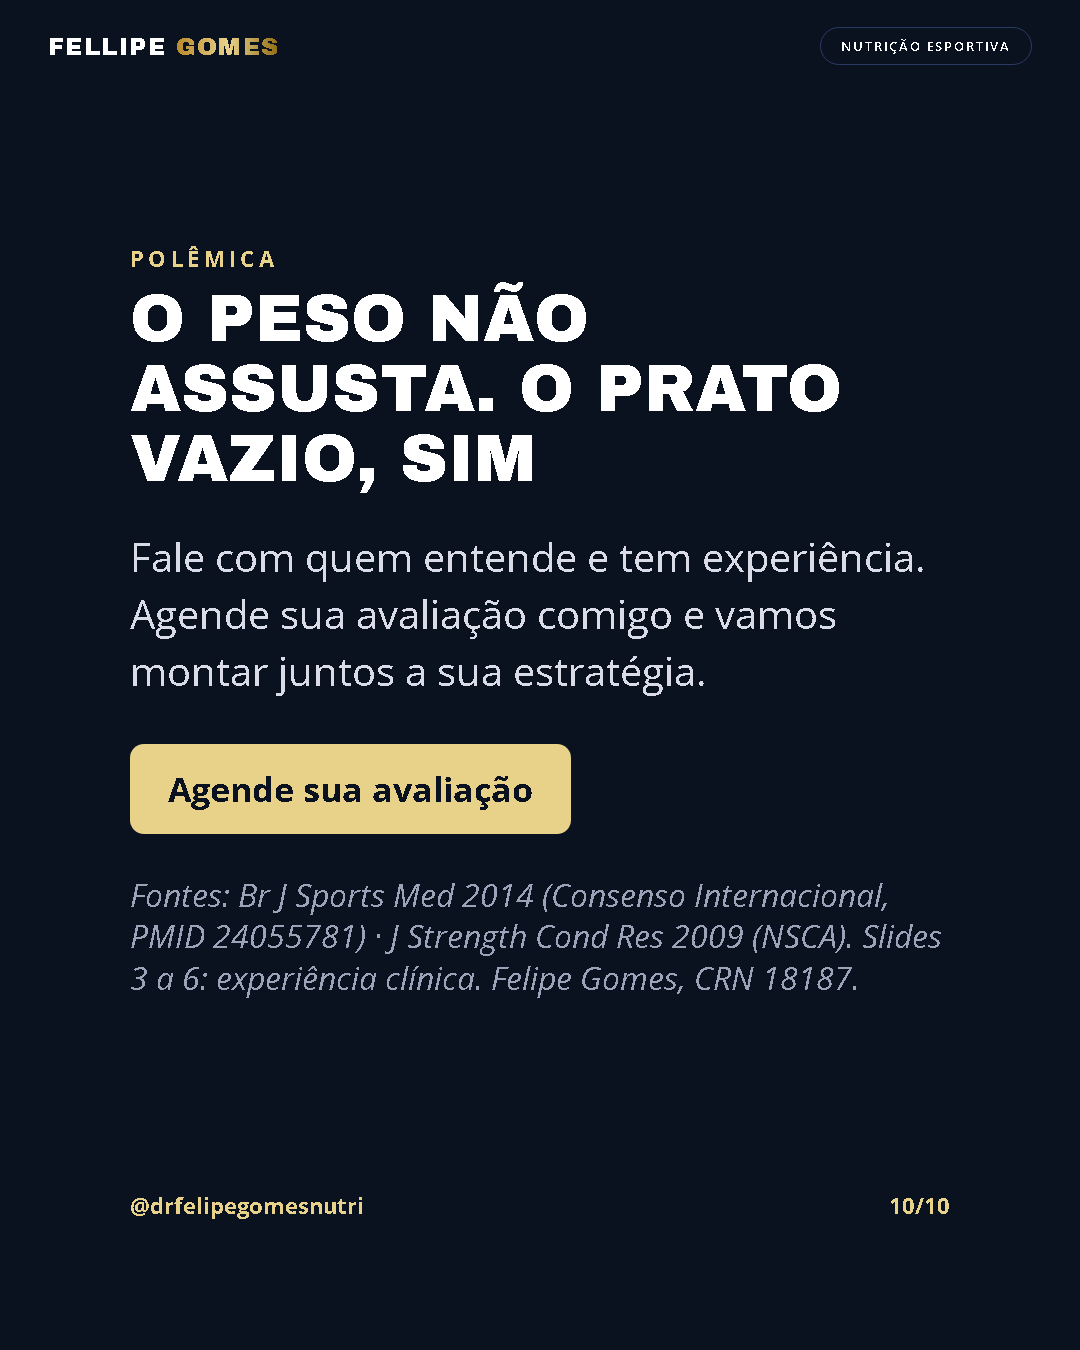 FELLIPE GOMES
NUTRIÇÃO ESPORTIVA
POLÊMICA
O PESO NÃO
ASSUSTA. O PRATO
VAZIO, SIM
Fale com quem entende e tem experiência.
Agende sua avaliação comigo e vamos
montar juntos a sua estratégia.
Agende sua avaliação
Fontes: Br J Sports Med 2014 (Consenso Internacional,
PMID 24055781) · J Strength Cond Res 2009 (NSCA). Slides
3 a 6: experiência clínica. Felipe Gomes, CRN 18187.
@drfelipegomesnutri
10/10